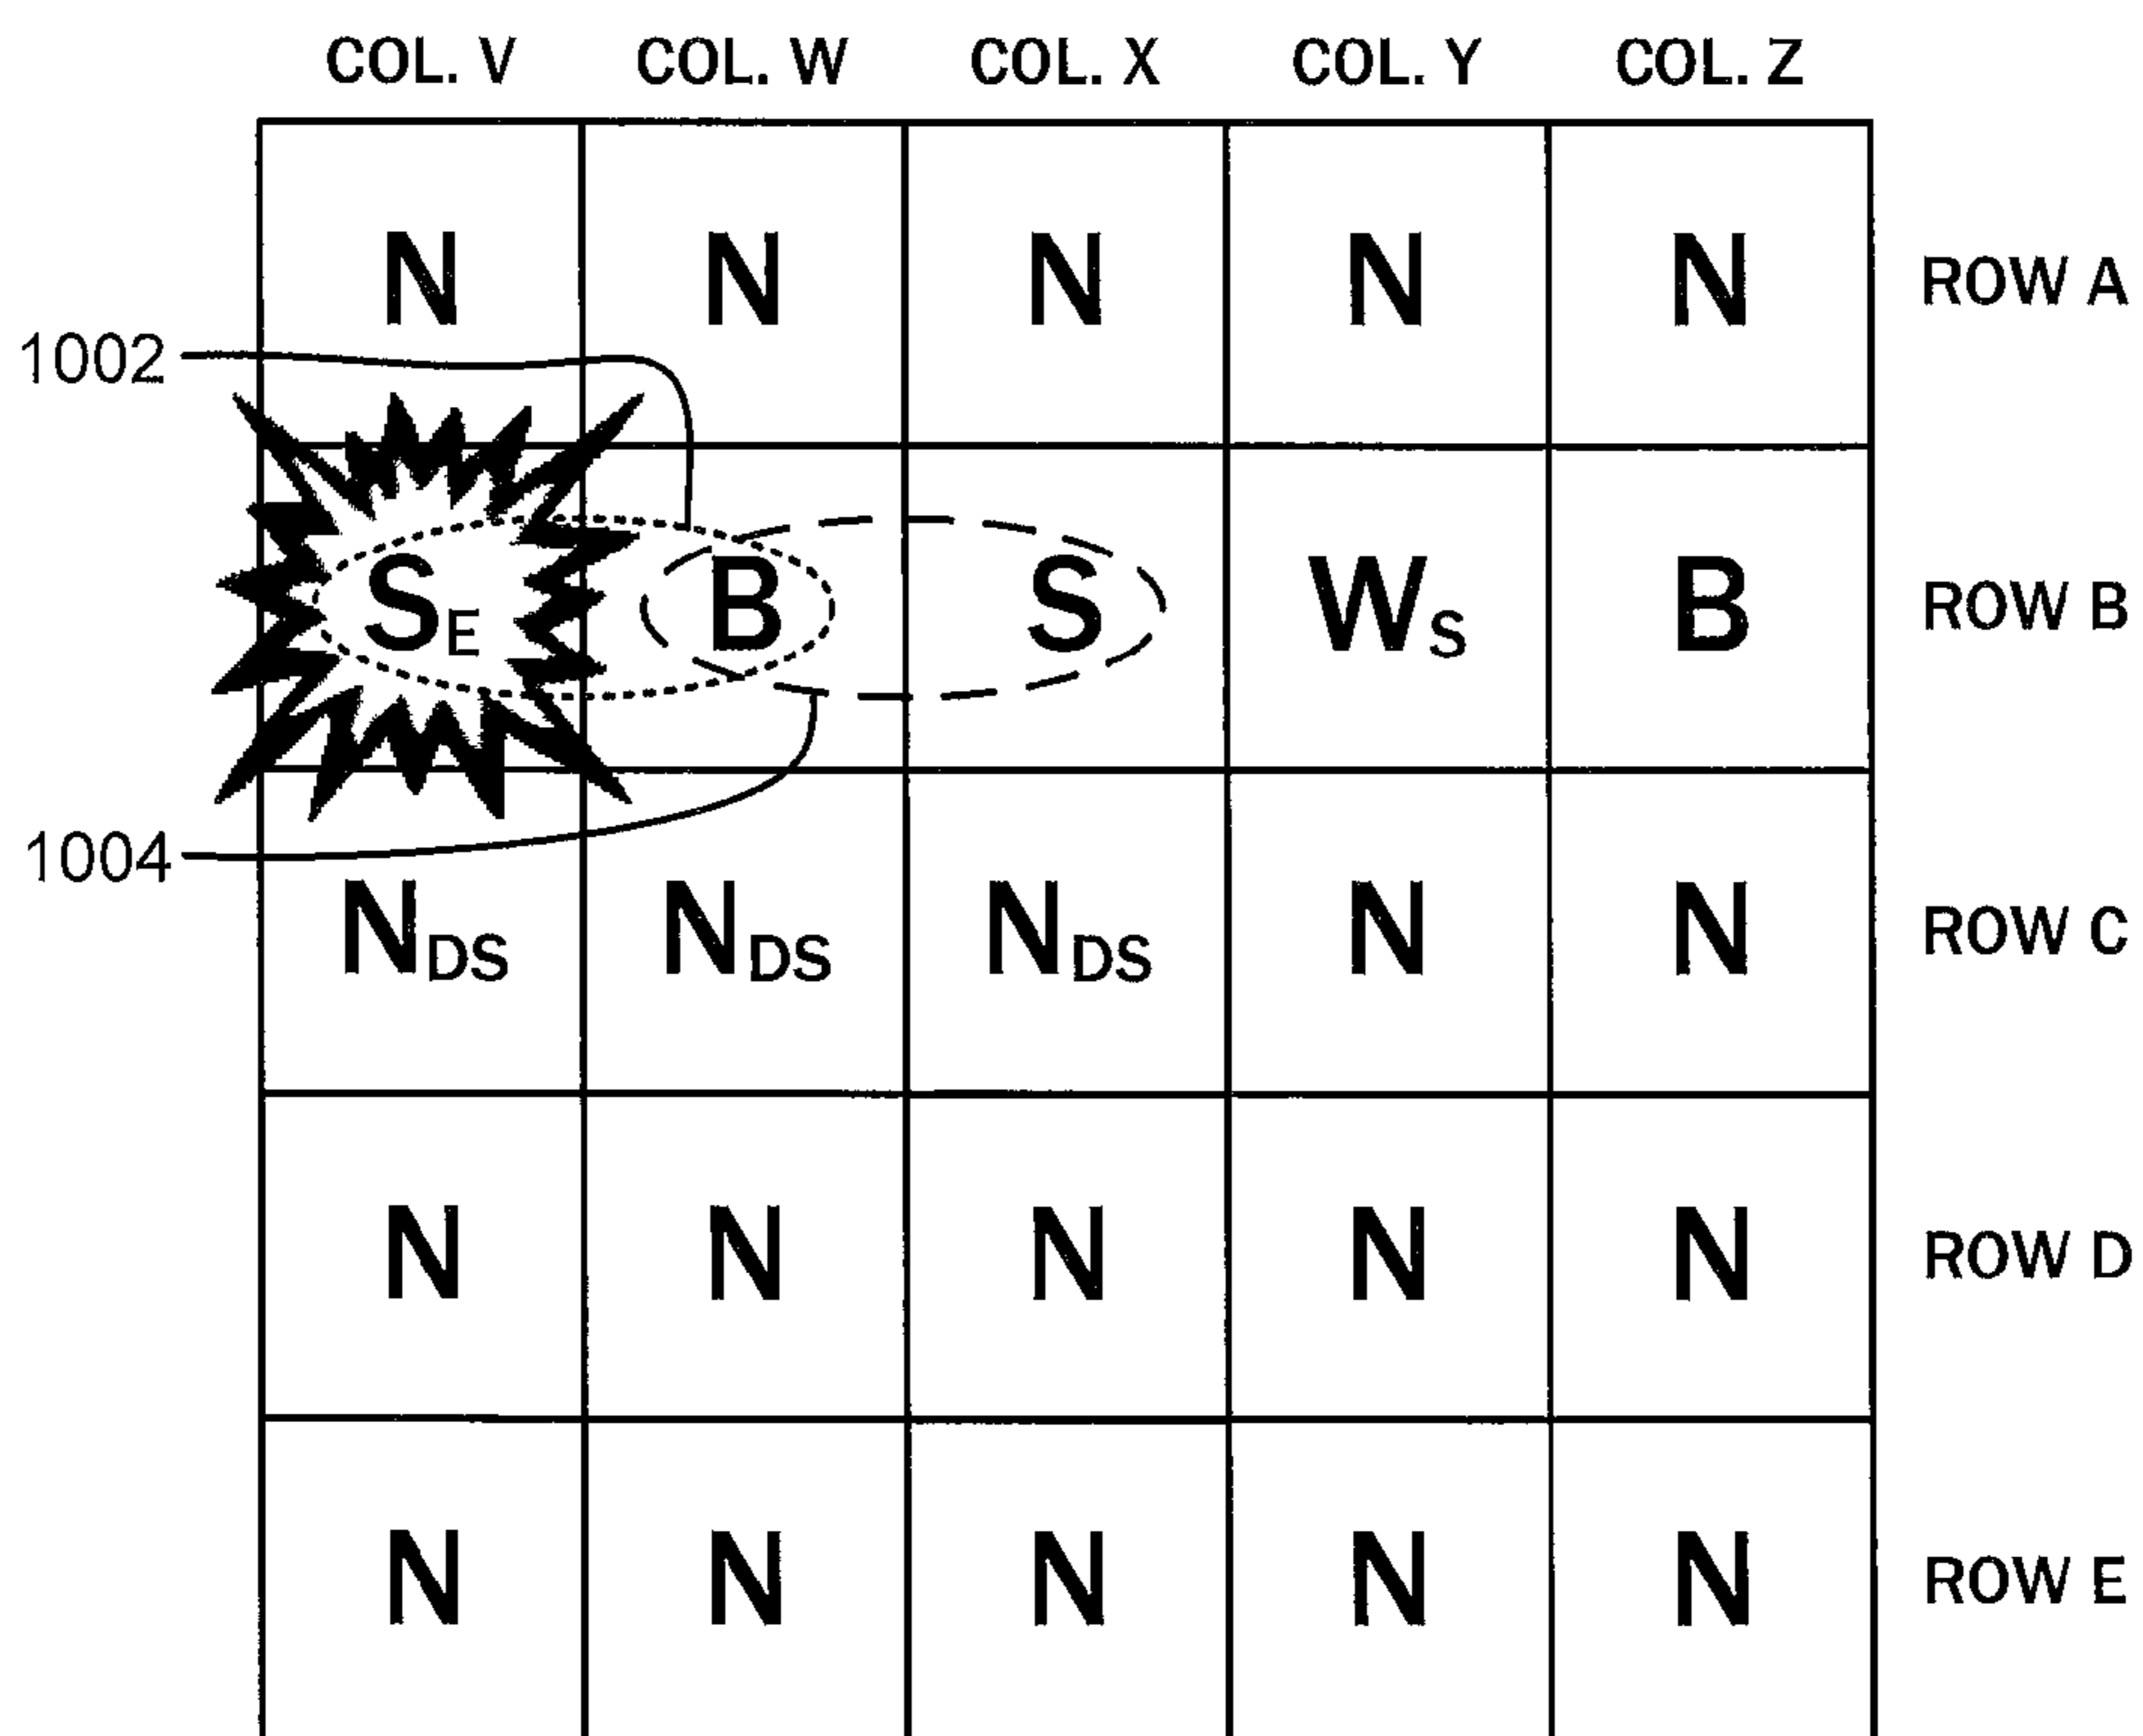 COL. V COL. W COL. X COL. Y COL. Z
N N N N N ROW A
1002
SE B S WS B ROW B
1004
NDS NDS NDS N N ROW C
N N N N N ROW D
N N N N N ROW E